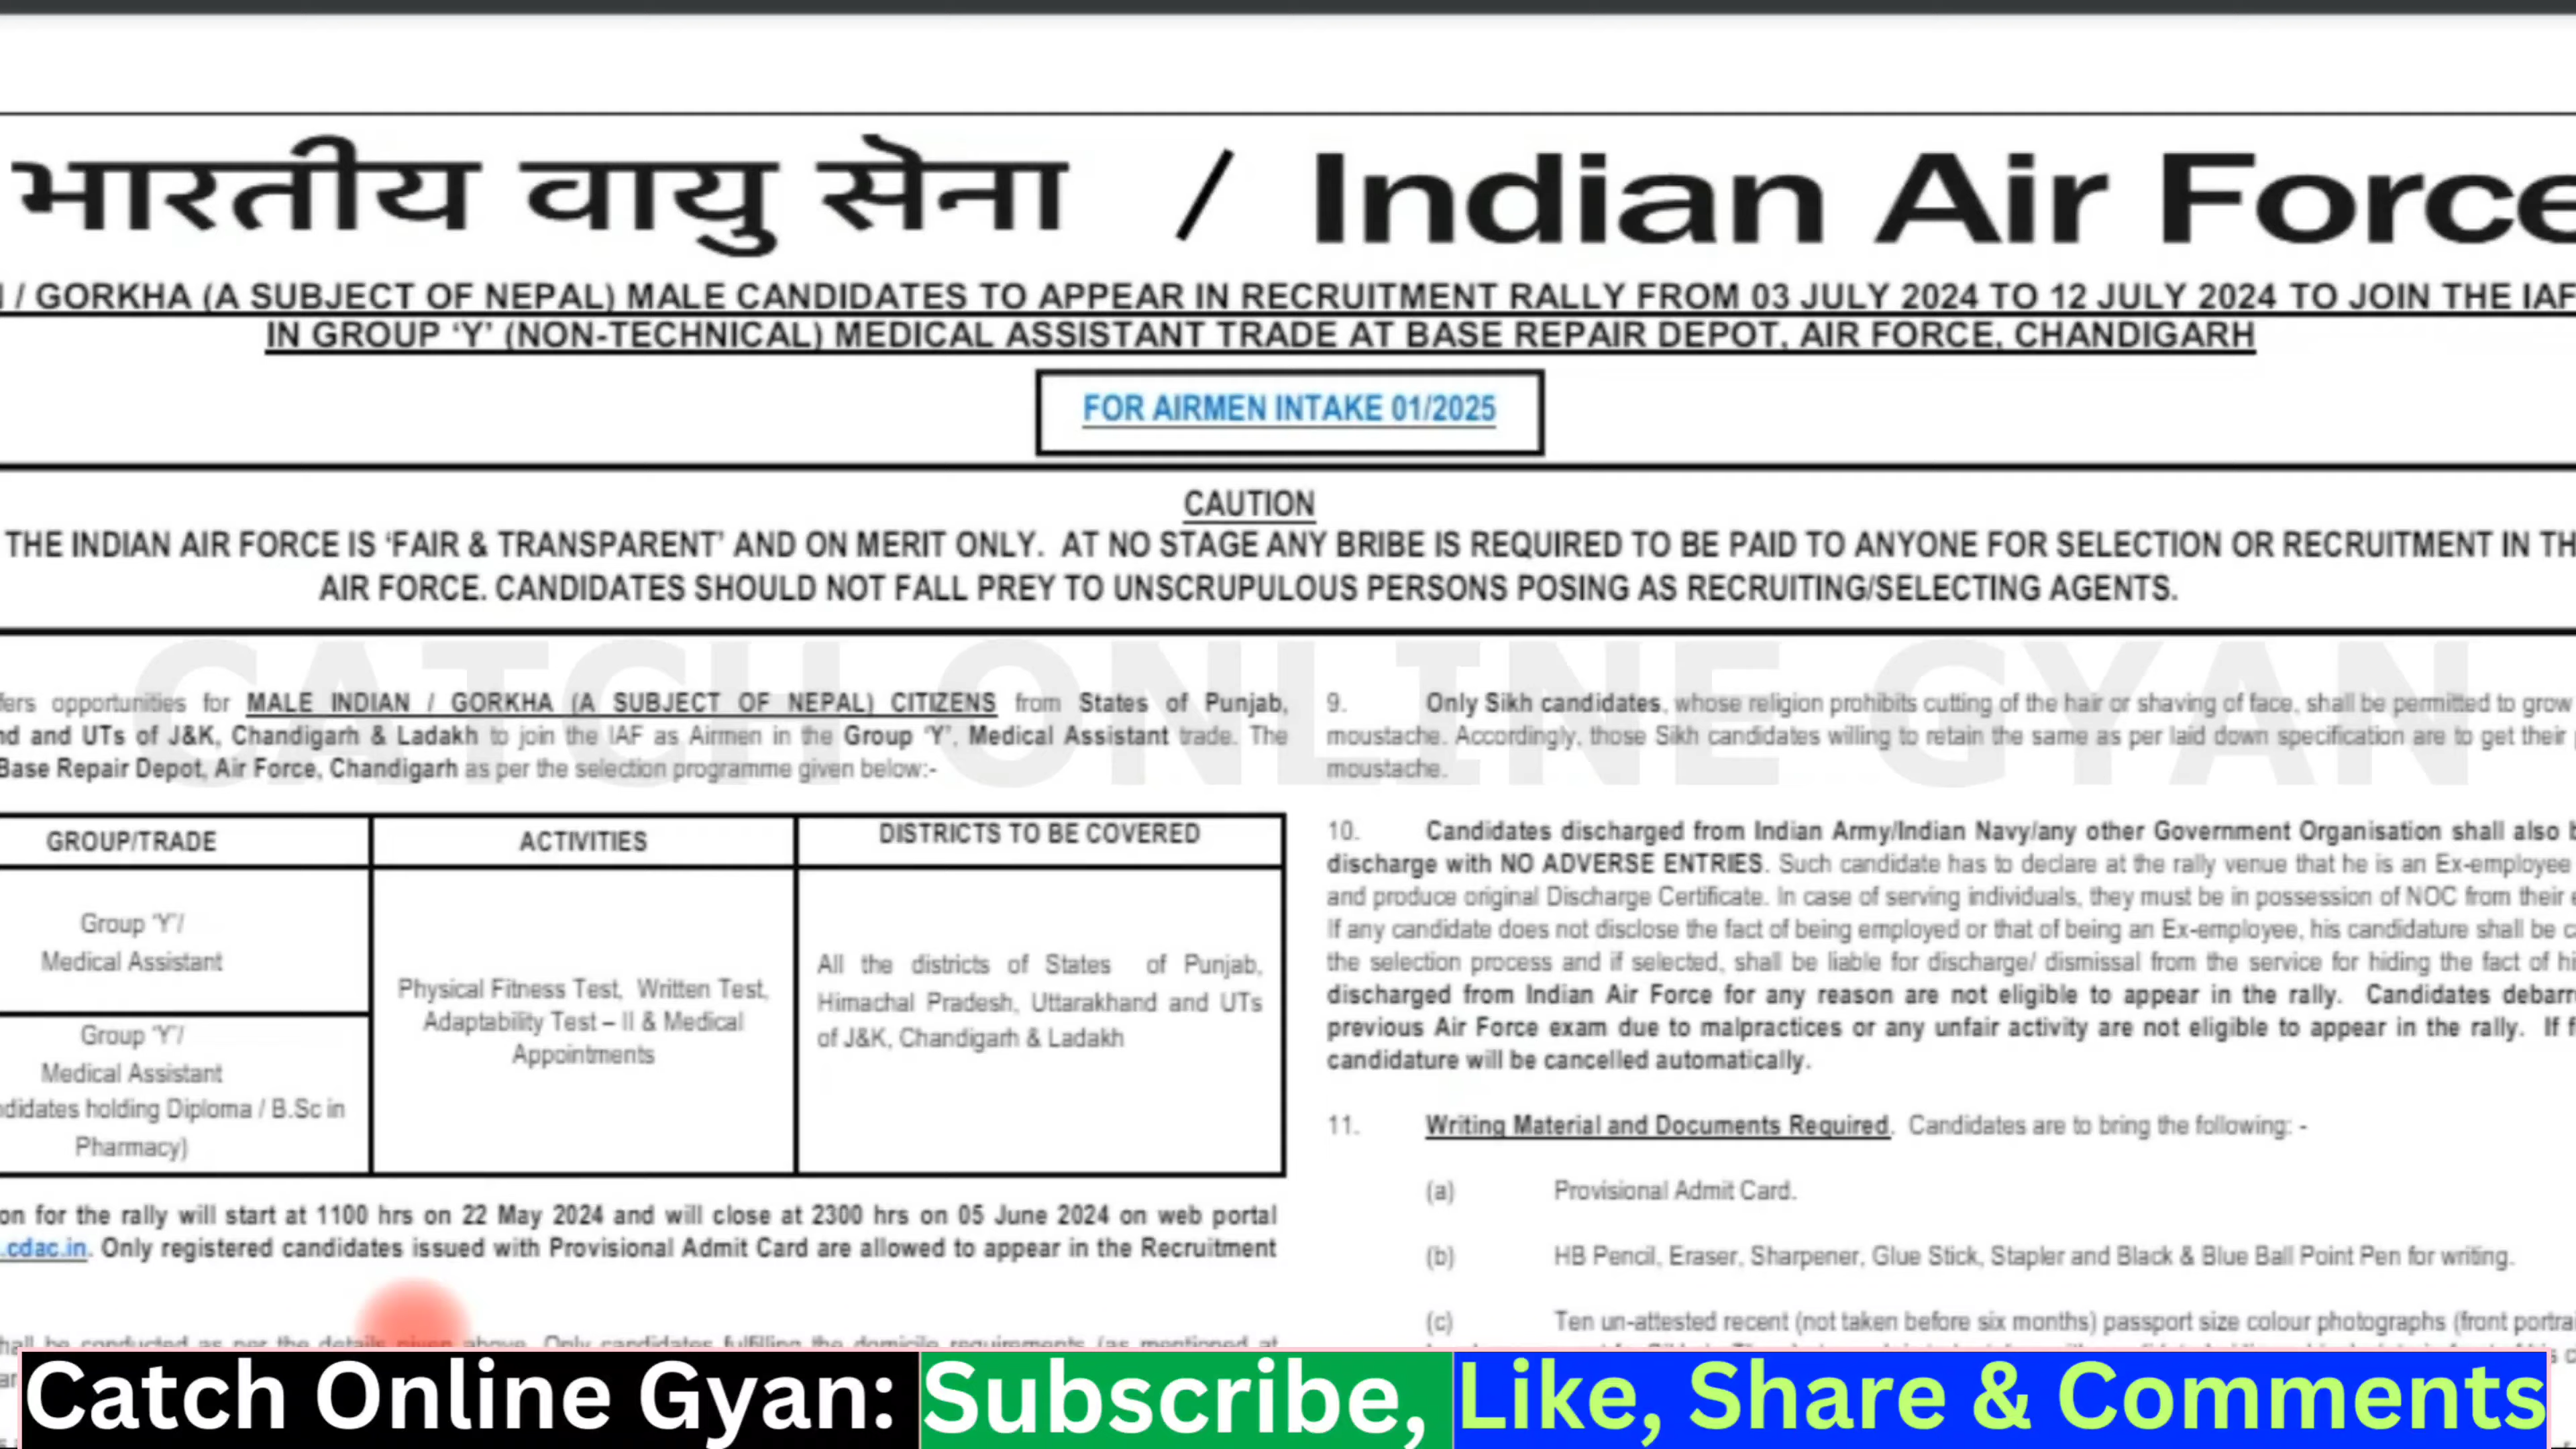 भारतीय वायु सेना / Indian Air Force
/ GORKHA (A SUBJECT OF NEPAL) MALE CANDIDATES TO APPEAR IN RECRUITMENT RALLY FROM 03 JULY 2024 TO 12 JULY 2024 TO JOIN THE IAF
IN GROUP ‘Y’ (NON-TECHNICAL) MEDICAL ASSISTANT TRADE AT BASE REPAIR DEPOT, AIR FORCE, CHANDIGARH
FOR AIRMEN INTAKE 01/2025
CAUTION
THE INDIAN AIR FORCE IS ‘FAIR & TRANSPARENT’ AND ON MERIT ONLY. AT NO STAGE ANY BRIBE IS REQUIRED TO BE PAID TO ANYONE FOR SELECTION OR RECRUITMENT IN TH
AIR FORCE. CANDIDATES SHOULD NOT FALL PREY TO UNSCRUPULOUS PERSONS POSING AS RECRUITING/SELECTING AGENTS.
CATCH ONLINE GYAN
fers opportunities for MALE INDIAN / GORKHA (A SUBJECT OF NEPAL) CITIZENS from States of Punjab,
nd and UTs of J&K, Chandigarh & Ladakh to join the IAF as Airmen in the Group ‘Y’, Medical Assistant trade. The
Base Repair Depot, Air Force, Chandigarh as per the selection programme given below:-
GROUP/TRADE
ACTIVITIES
DISTRICTS TO BE COVERED
Group ‘Y’/
Medical Assistant
Group ‘Y’/
Medical Assistant
ndidates holding Diploma / B.Sc in
Pharmacy)
Physical Fitness Test, Written Test,
Adaptability Test – II & Medical
Appointments
All the districts of States of Punjab,
Himachal Pradesh, Uttarakhand and UTs
of J&K, Chandigarh & Ladakh
on for the rally will start at 1100 hrs on 22 May 2024 and will close at 2300 hrs on 05 June 2024 on web portal
.cdac.in. Only registered candidates issued with Provisional Admit Card are allowed to appear in the Recruitment
hall be conducted as per the details given above. Only candidates fulfilling the domicile requirements (as mentioned at
9. Only Sikh candidates, whose religion prohibits cutting of the hair or shaving of face, shall be permitted to grow
moustache. Accordingly, those Sikh candidates willing to retain the same as per laid down specification are to get their
moustache.
10. Candidates discharged from Indian Army/Indian Navy/any other Government Organisation shall also b
discharge with NO ADVERSE ENTRIES. Such candidate has to declare at the rally venue that he is an Ex-employee
and produce original Discharge Certificate. In case of serving individuals, they must be in possession of NOC from their e
If any candidate does not disclose the fact of being employed or that of being an Ex-employee, his candidature shall be c
the selection process and if selected, shall be liable for discharge/ dismissal from the service for hiding the fact of hi
discharged from Indian Air Force for any reason are not eligible to appear in the rally. Candidates debarr
previous Air Force exam due to malpractices or any unfair activity are not eligible to appear in the rally. If f
candidature will be cancelled automatically.
11. Writing Material and Documents Required. Candidates are to bring the following: -
(a) Provisional Admit Card.
(b) HB Pencil, Eraser, Sharpener, Glue Stick, Stapler and Black & Blue Ball Point Pen for writing.
(c) Ten un-attested recent (not taken before six months) passport size colour photographs (front portra
Catch Online Gyan: Subscribe, Like, Share & Comments